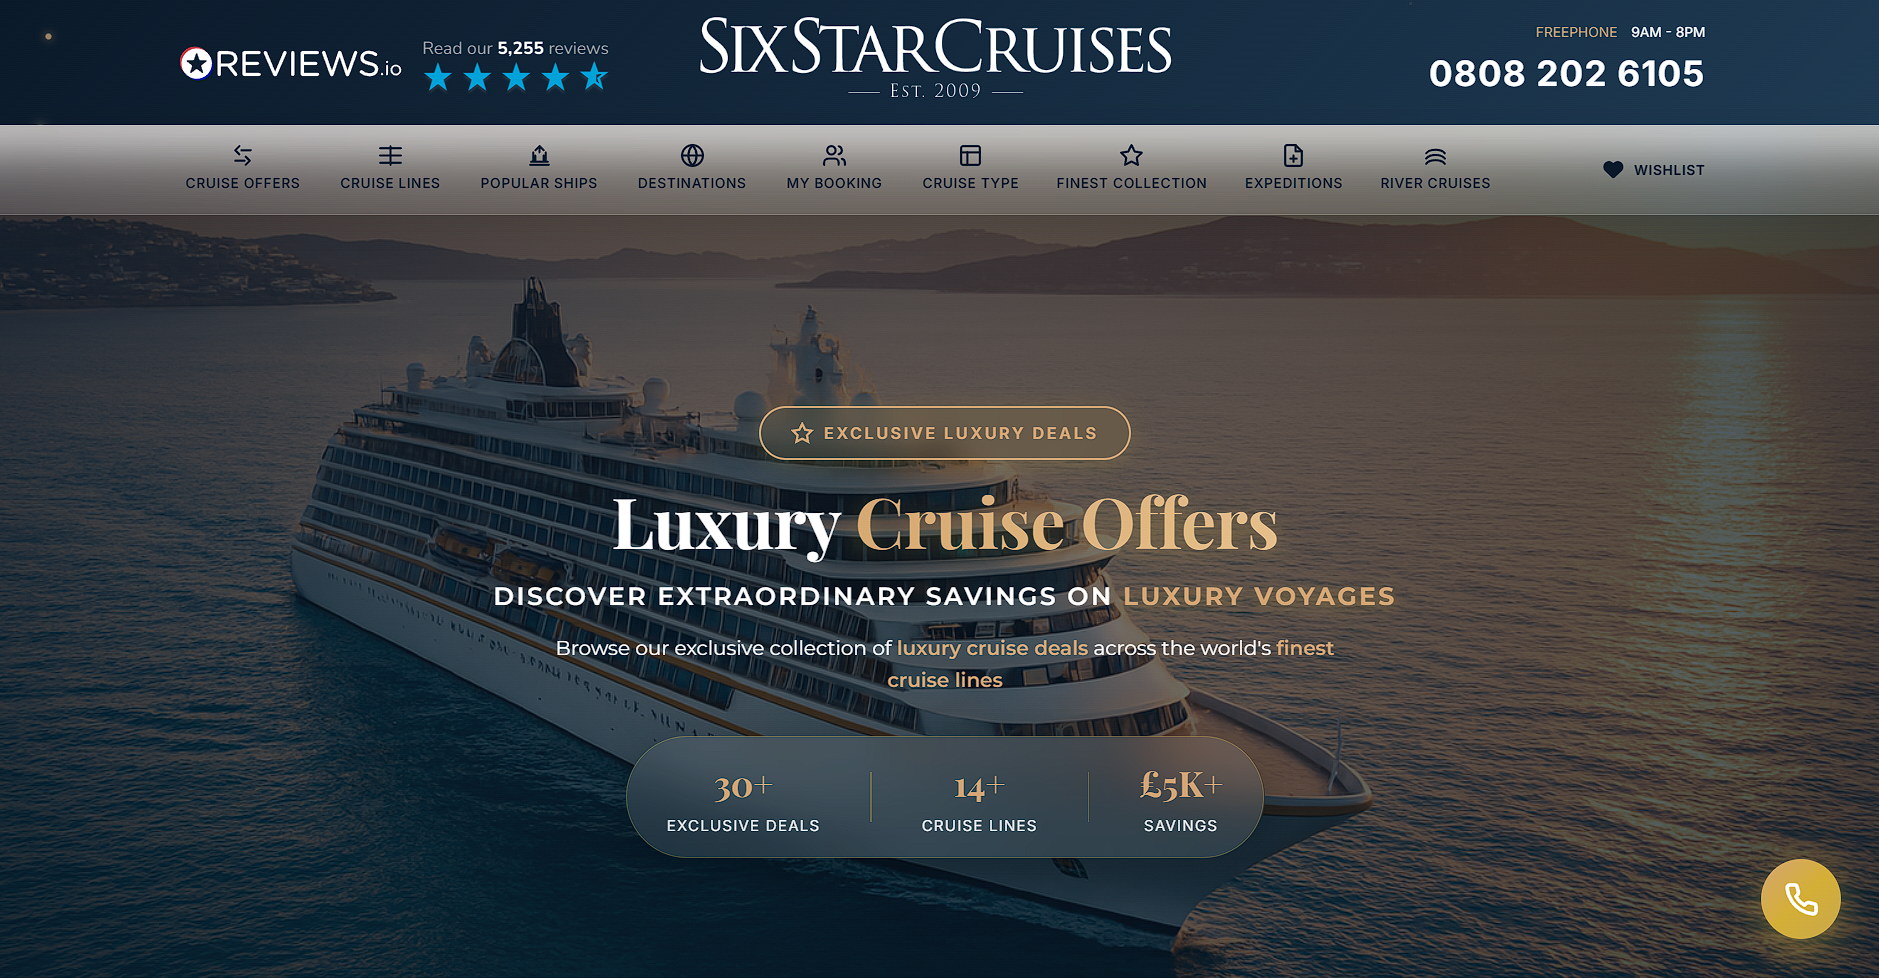 REVIEWS.io
Read our 5,255 reviews
SIXSTARCRUISES
EST. 2009
FREEPHONE 9AM - 8PM
0808 202 6105
CRUISE OFFERS
CRUISE LINES
POPULAR SHIPS
DESTINATIONS
MY BOOKING
CRUISE TYPE
FINEST COLLECTION
EXPEDITIONS
RIVER CRUISES
WISHLIST
EXCLUSIVE LUXURY DEALS
Luxury Cruise Offers
DISCOVER EXTRAORDINARY SAVINGS ON LUXURY VOYAGES
Browse our exclusive collection of luxury cruise deals across the world's finest
cruise lines
30+
EXCLUSIVE DEALS
14+
CRUISE LINES
£5K+
SAVINGS